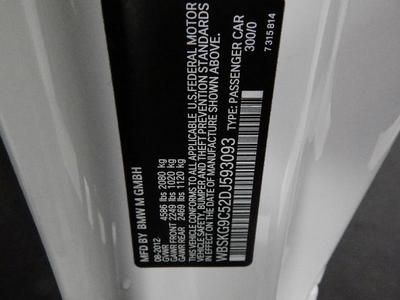 MFD BY BMW M GMBH
08-2012
GVWR 4586 lbs 2080 kg
GAWR FRONT 2249 lbs 1020 kg
GAWR REAR 2469 lbs 1120 kg
THIS VEHICLE CONFORMS TO ALL APPLICABLE U.S. FEDERAL MOTOR
VEHICLE SAFETY, BUMPER AND THEFT PREVENTION STANDARDS
IN EFFECT ON THE DATE OF MANUFACTURE SHOWN ABOVE.
WBSKG9C52DJ593093 TYPE: PASSENGER CAR
300/0
7 315 814